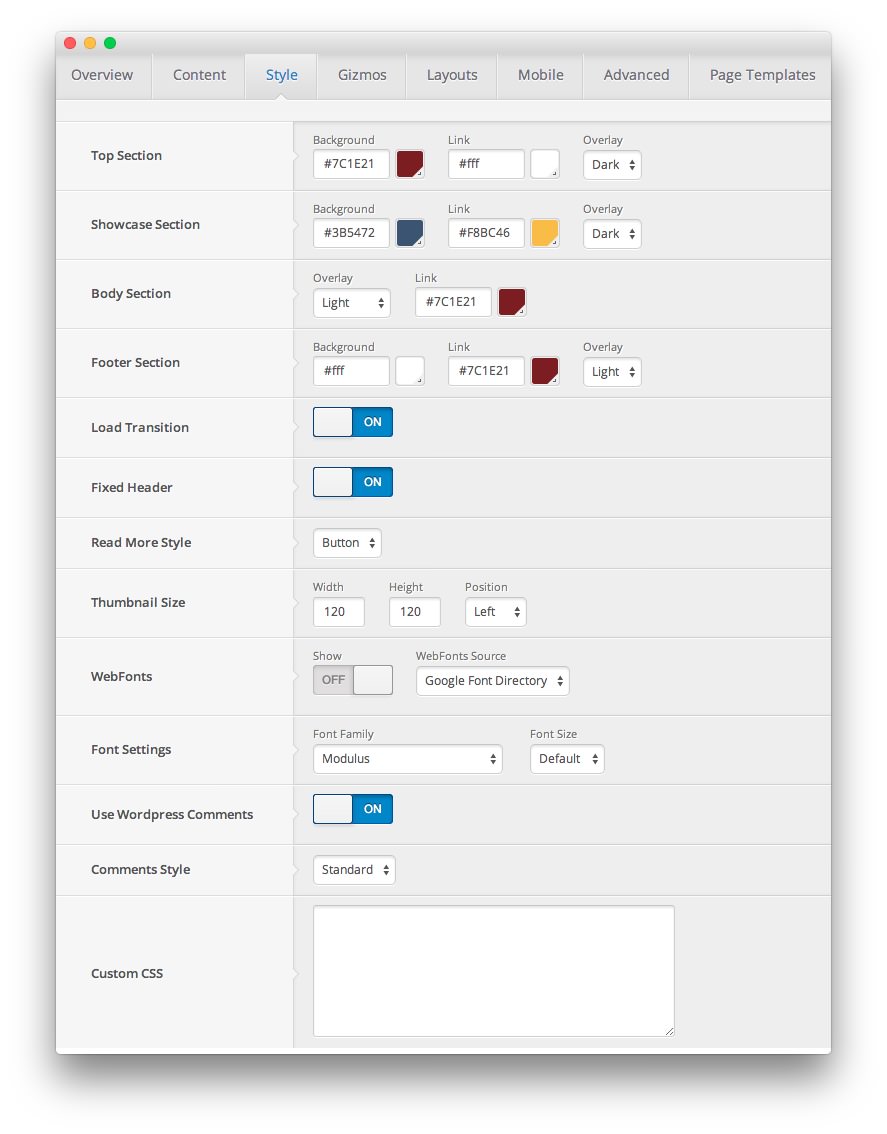 Overview Content Style Gizmos Layouts Mobile Advanced Page Templates
Background Link Overlay
Top Section #7C1E21 #fff Dark
Background Link Overlay
Showcase Section #3B5472 #F8BC46 Dark
Overlay Link
Body Section Light #7C1E21
Background Link Overlay
Footer Section #fff #7C1E21 Light
Load Transition ON
Fixed Header ON
Read More Style Button
Width Height Position
Thumbnail Size 120 120 Left
Show WebFonts Source
WebFonts OFF Google Font Directory
Font Family Font Size
Font Settings Modulus Default
Use Wordpress Comments ON
Comments Style Standard
Custom CSS